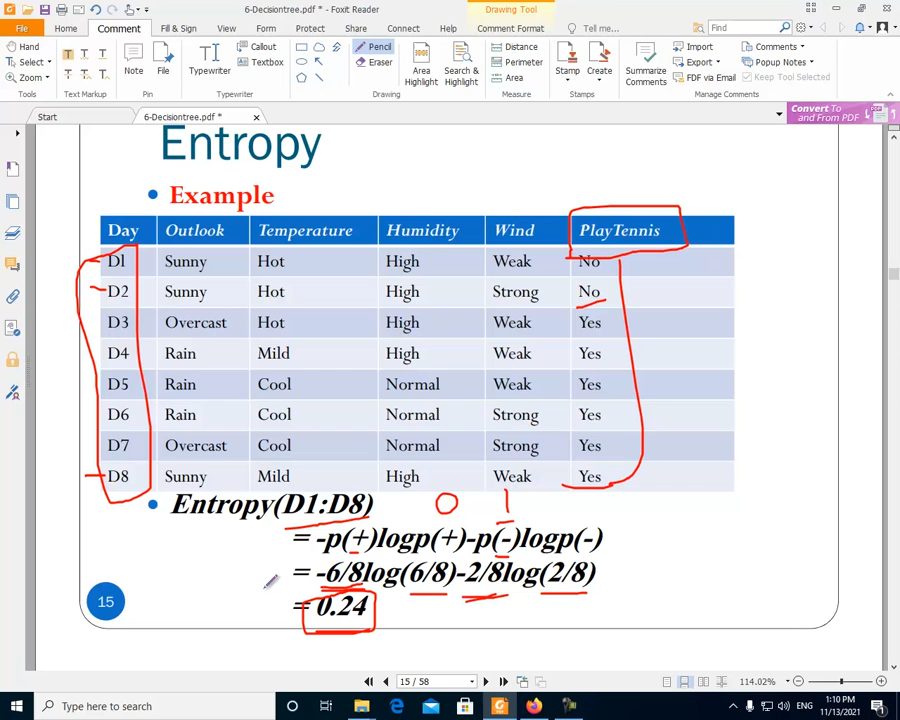 6-Decisiontree.pdf * - Foxit Reader
Drawing Tool
File Home Comment Fill & Sign View Form Protect Share Connect Help Comment Format Tell me... Find
Hand
Select
Zoom
Tools
T T T
T T T
Text Markup
Note
File
Pin
Typewriter
Callout
Textbox
Typewriter
Pencil
Eraser
Drawing
Area Highlight
Search & Highlight
Distance
Perimeter
Area
Measure
Stamp
Create
Stamps
Summarize Comments
Import
Export
FDF via Email
Comments
Popup Notes
Keep Tool Selected
Manage Comments
Start
6-Decisiontree.pdf *
Convert To and From PDF
Entropy
• Example
Day Outlook Temperature Humidity Wind PlayTennis
D1 Sunny Hot High Weak No
D2 Sunny Hot High Strong No
D3 Overcast Hot High Weak Yes
D4 Rain Mild High Weak Yes
D5 Rain Cool Normal Weak Yes
D6 Rain Cool Normal Strong Yes
D7 Overcast Cool Normal Strong Yes
D8 Sunny Mild High Weak Yes
• Entropy(D1:D8) 0 1
= -p(+)logp(+)-p(-)logp(-)
= -6/8log(6/8)-2/8log(2/8)
= 0.24
15
15 / 58
114.02%
ENG
1:10 PM
11/13/2021